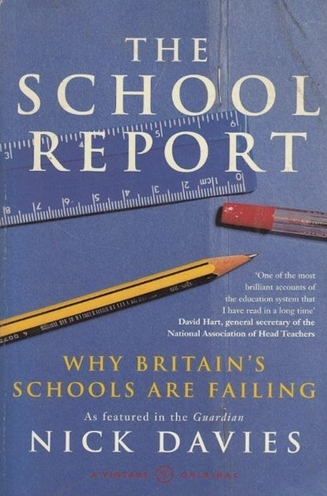 THE
SCHOOL
REPORT
'One of the most
brilliant accounts of
the education system that
I have read in a long time'
David Hart, general secretary of the
National Association of Head Teachers
WHY BRITAIN'S
SCHOOLS ARE FAILING
As featured in the Guardian
NICK DAVIES
A VINTAGE ORIGINAL